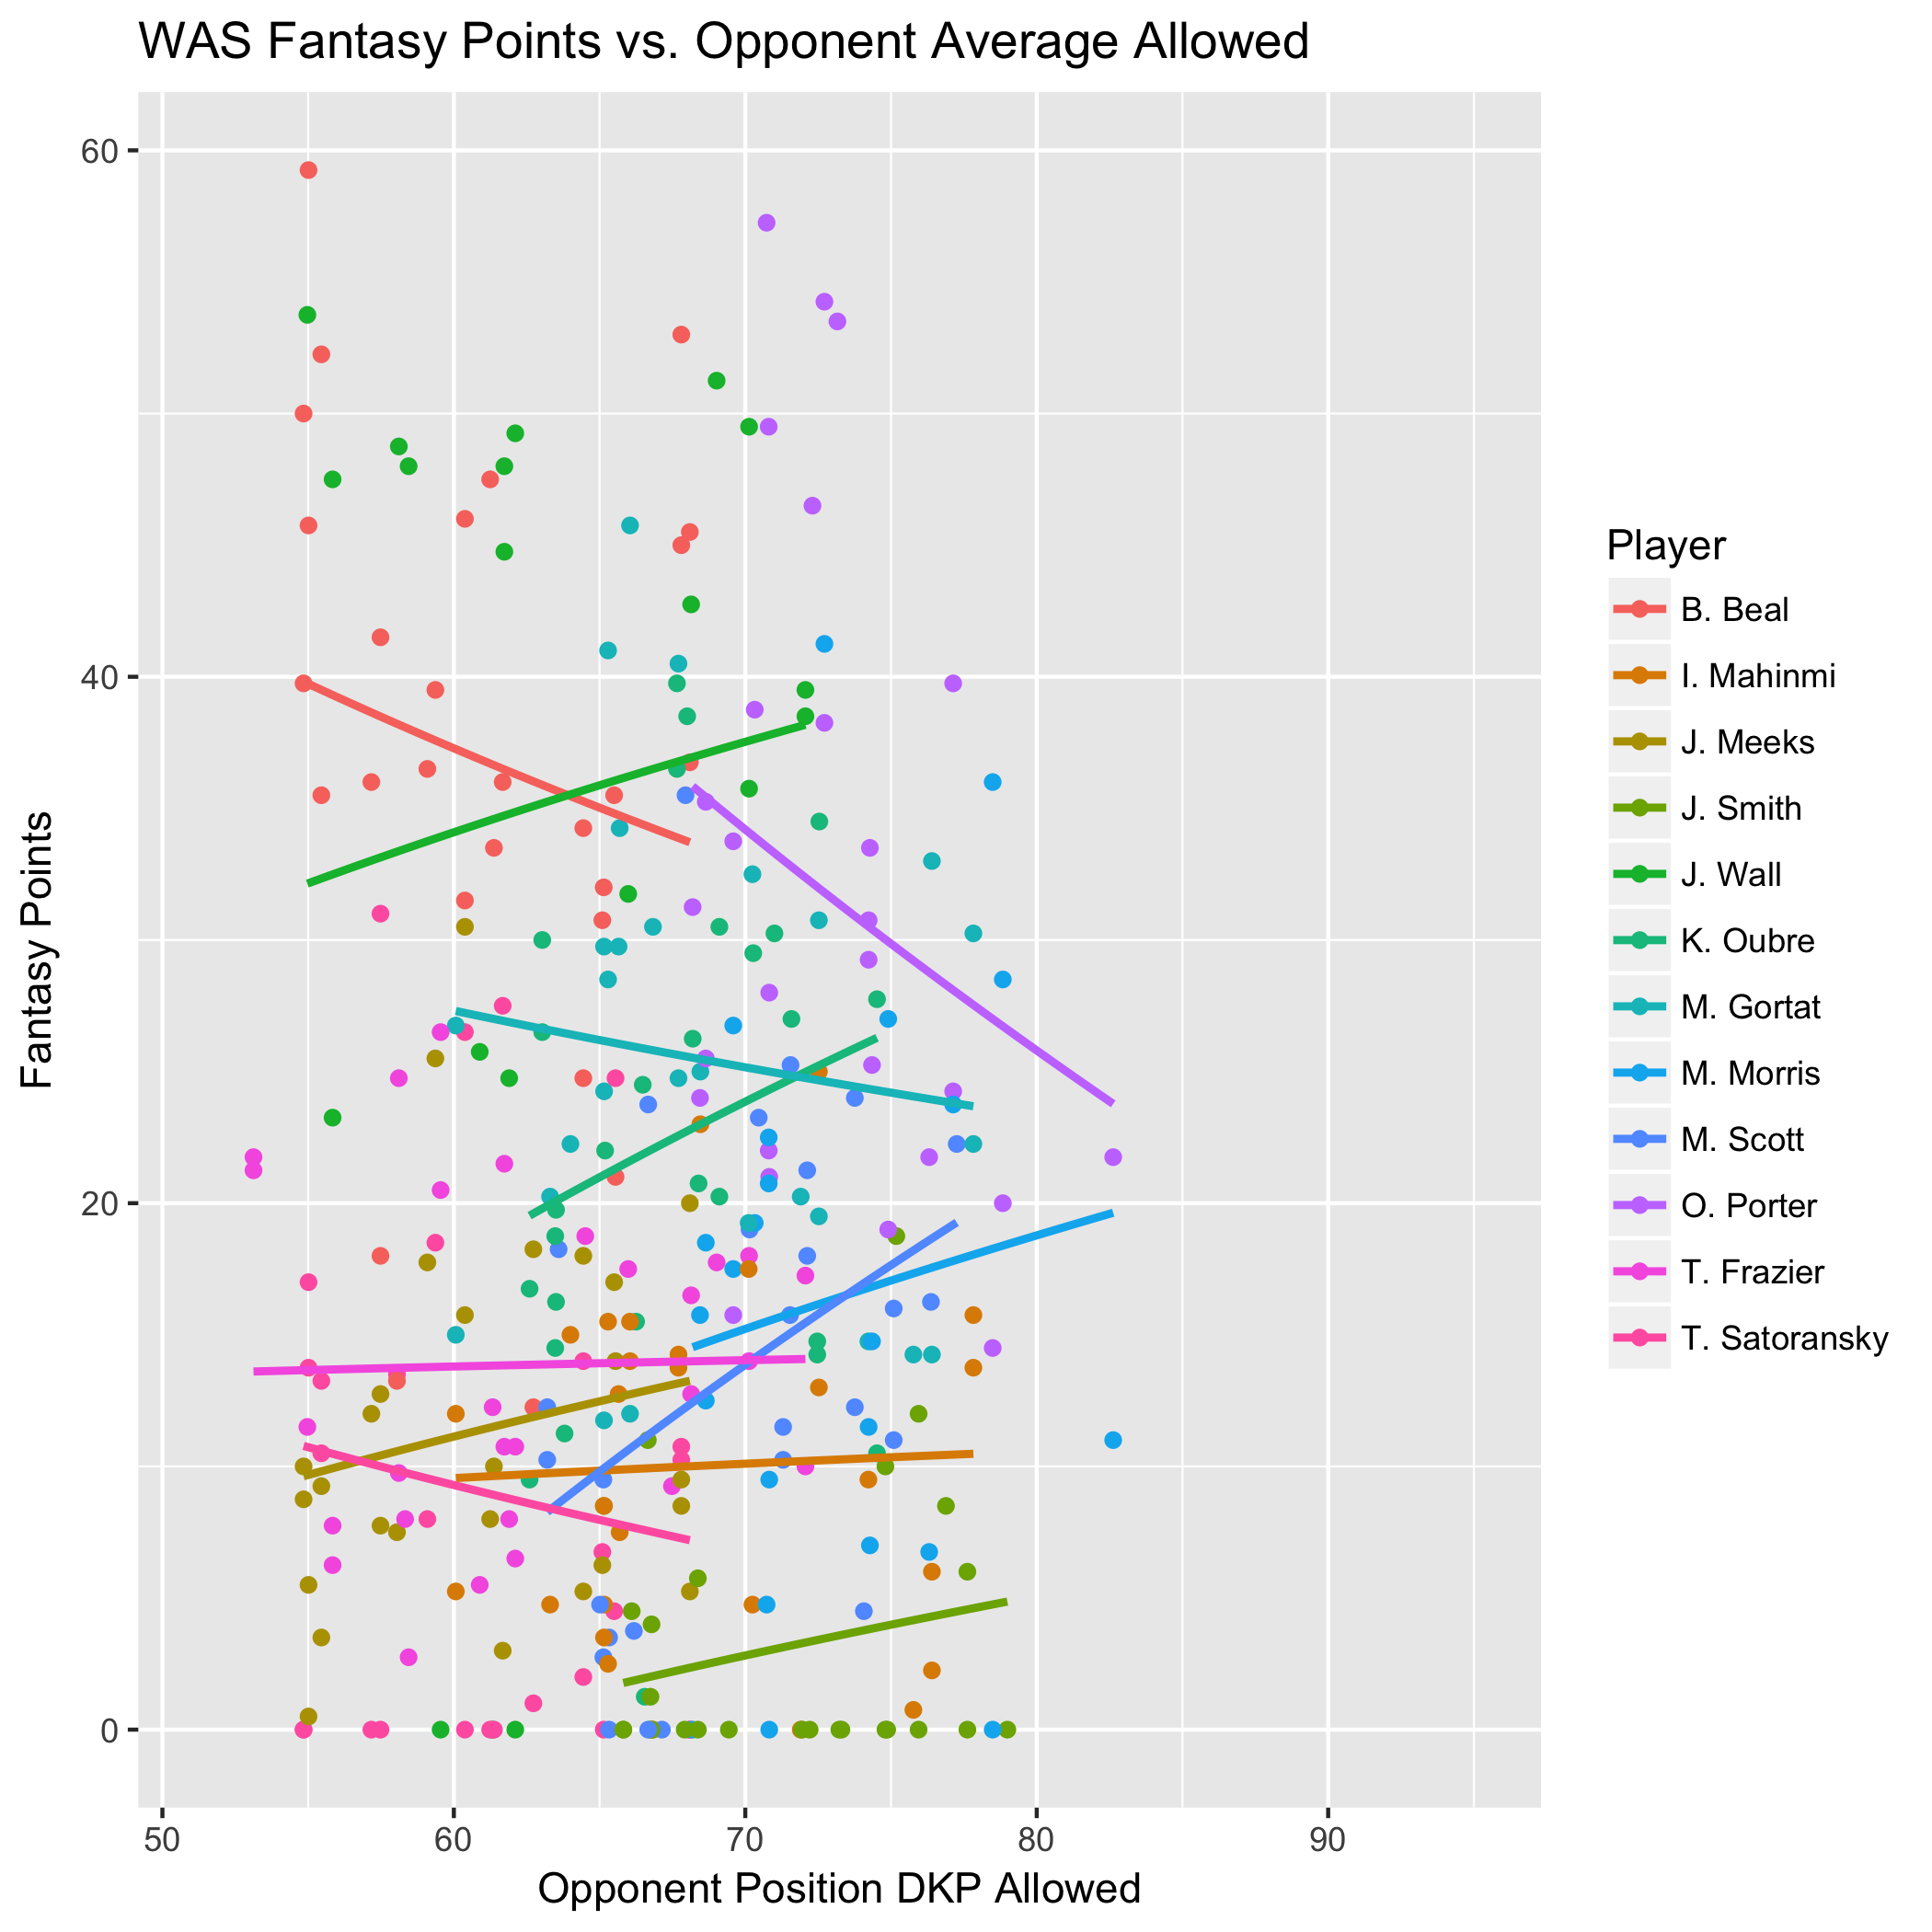 WAS Fantasy Points vs. Opponent Average Allowed
60
40
20
0
Fantasy Points
50 60 70 80 90
Opponent Position DKP Allowed
Player
B. Beal
I. Mahinmi
J. Meeks
J. Smith
J. Wall
K. Oubre
M. Gortat
M. Morris
M. Scott
O. Porter
T. Frazier
T. Satoransky